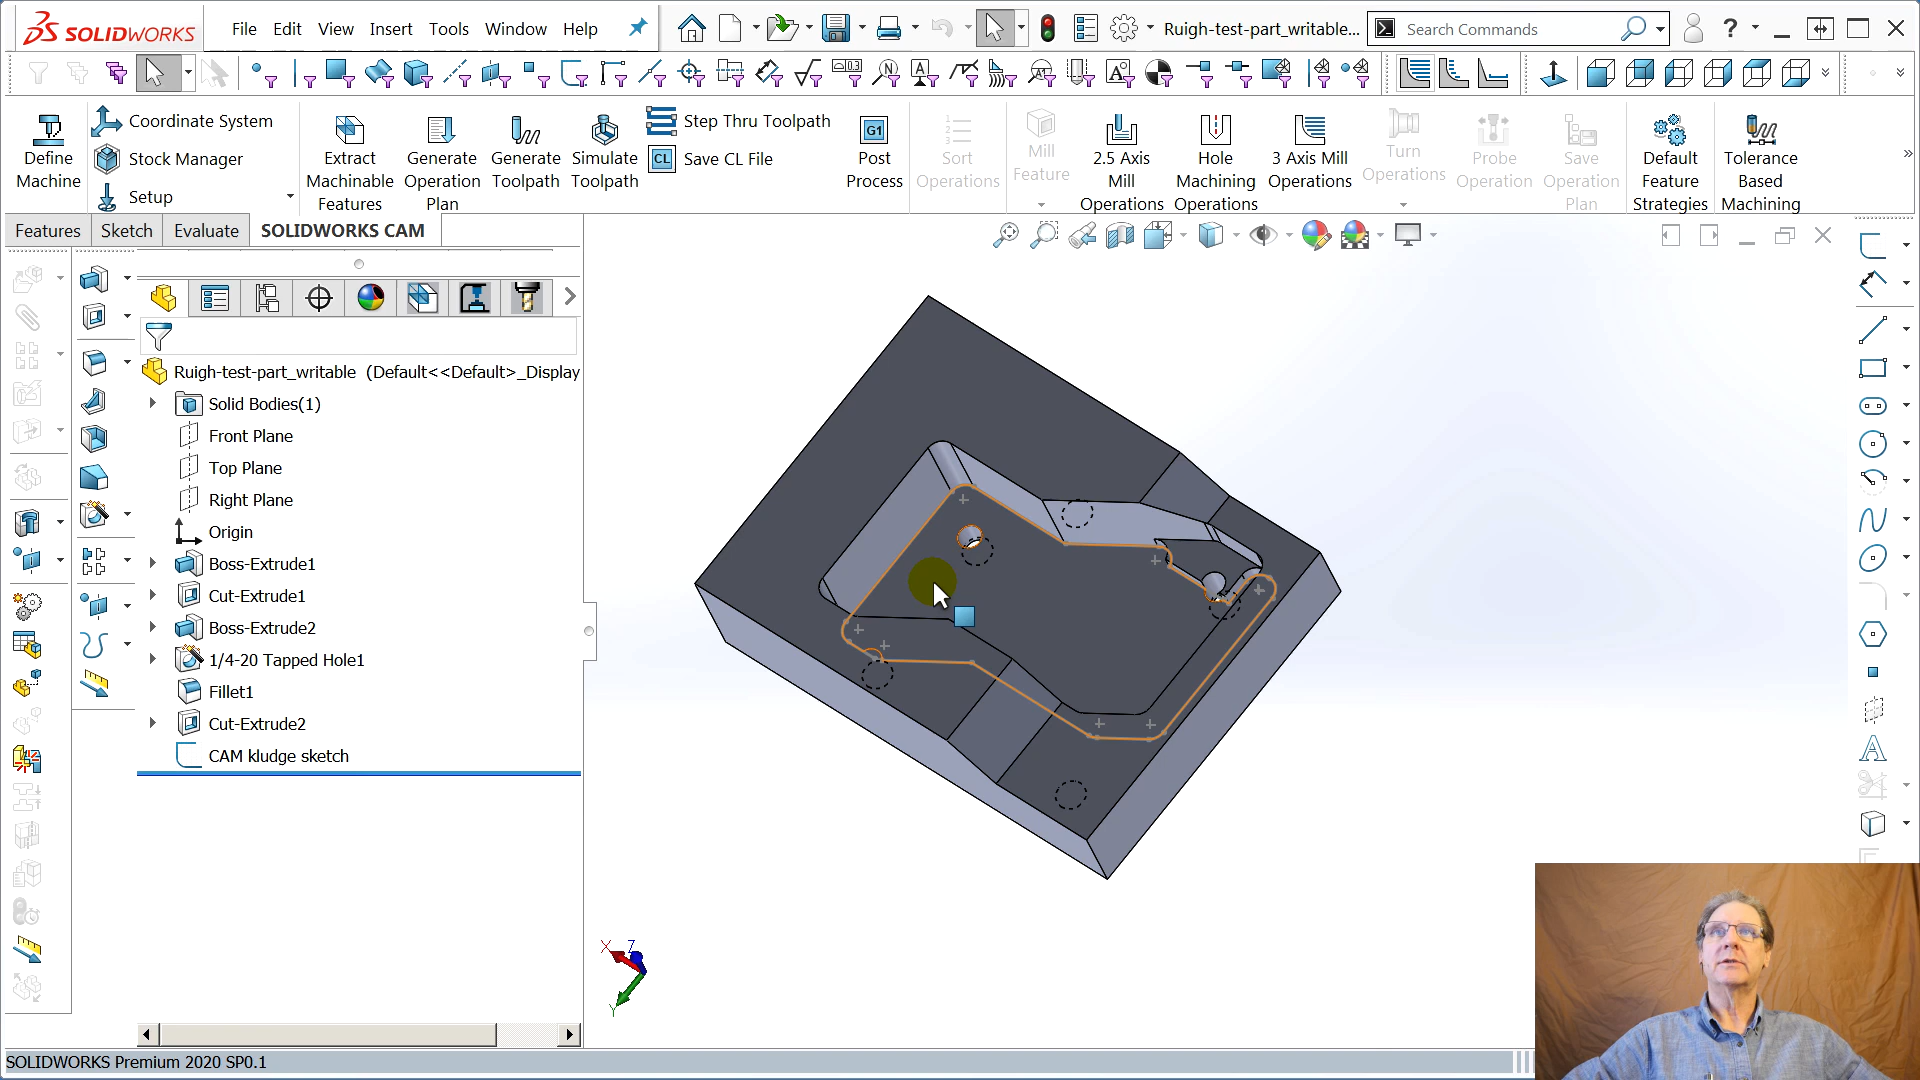 SOLIDWORKS
File Edit View Insert Tools Window Help
Ruigh-test-part_writable...
Search Commands
Define Machine
Coordinate System
Stock Manager
Setup
Extract Machinable Features
Generate Operation Plan
Generate Toolpath
Simulate Toolpath
Step Thru Toolpath
Save CL File
Post Process
Sort Operations
Mill Feature
2.5 Axis Mill Operations
Hole Machining Operations
3 Axis Mill Operations
Turn Operations
Probe Operation
Save Operation Plan
Default Feature Strategies
Tolerance Based Machining
Features Sketch Evaluate SOLIDWORKS CAM
Ruigh-test-part_writable (Default<<Default>_Display
Solid Bodies(1)
Front Plane
Top Plane
Right Plane
Origin
Boss-Extrude1
Cut-Extrude1
Boss-Extrude2
1/4-20 Tapped Hole1
Fillet1
Cut-Extrude2
CAM kludge sketch
X Z
Y
SOLIDWORKS Premium 2020 SP0.1